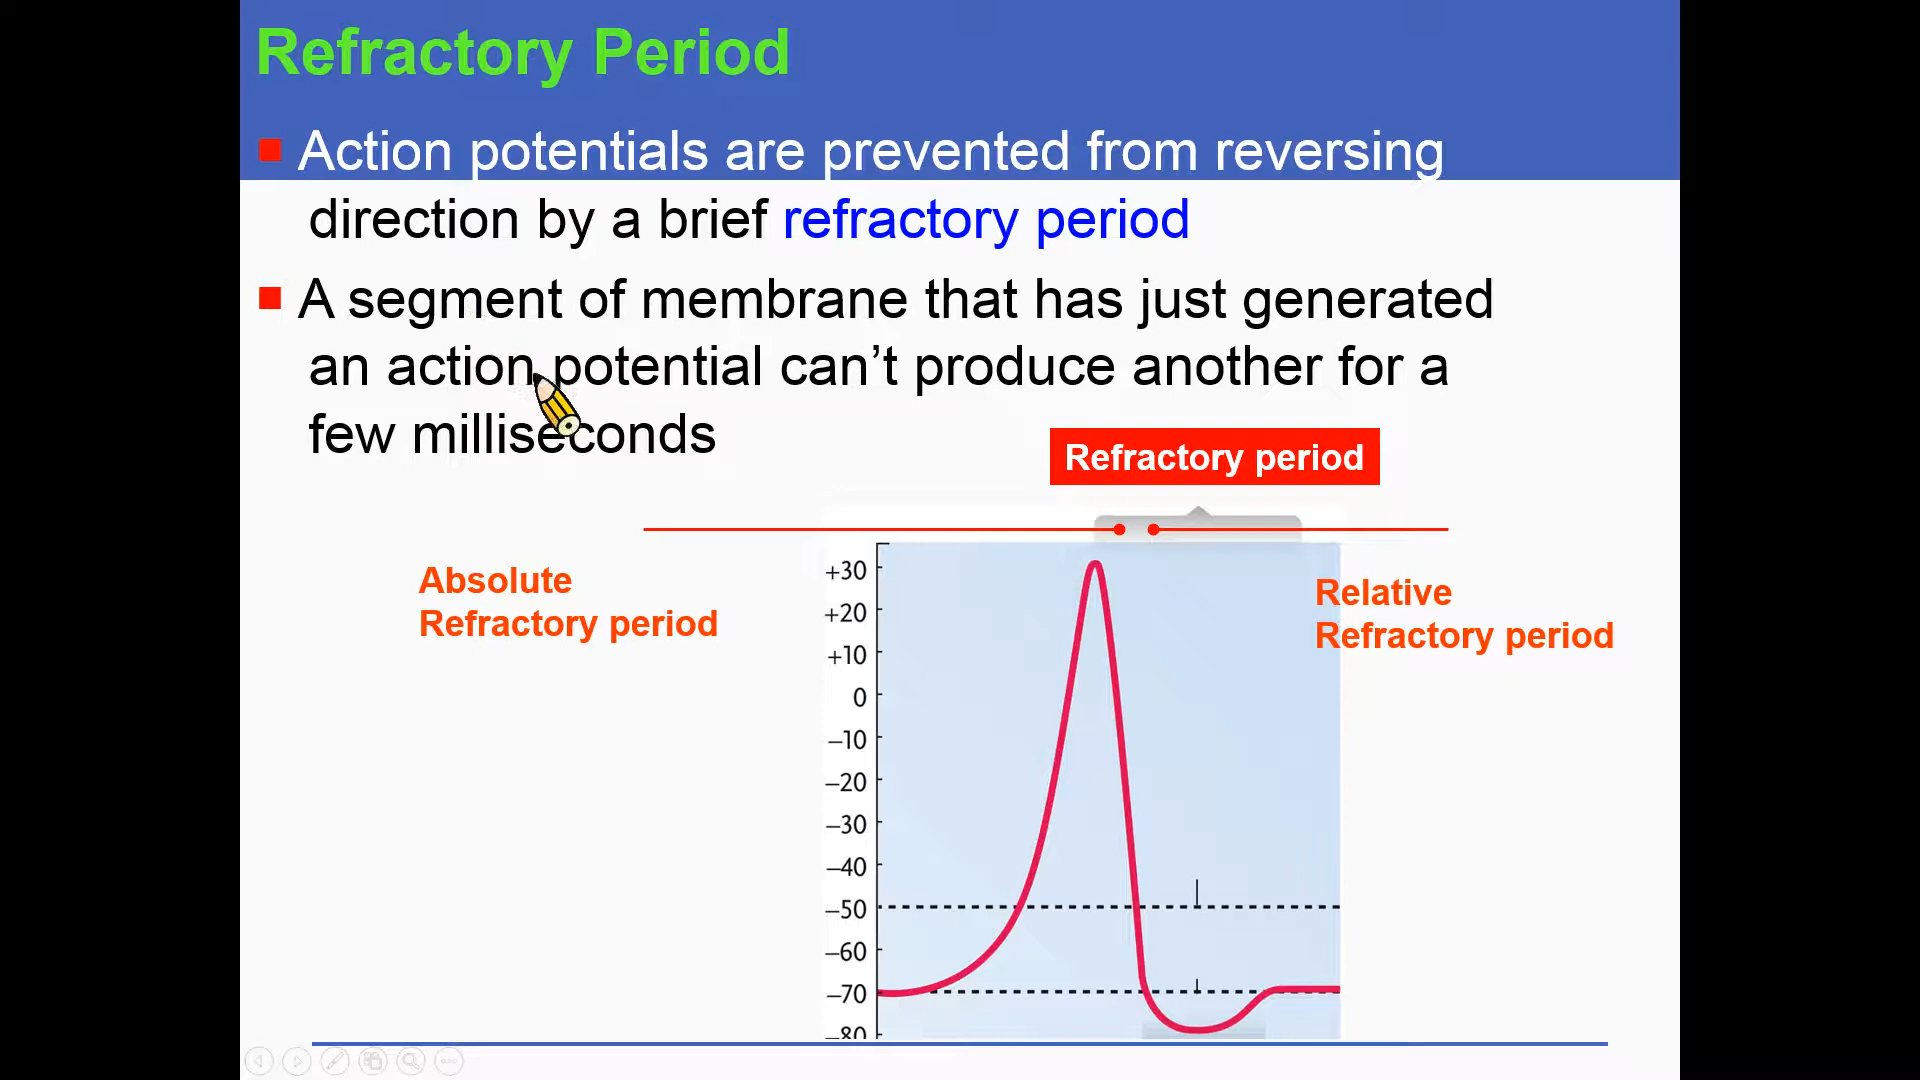 Refractory Period
Action potentials are prevented from reversing
direction by a brief refractory period
A segment of membrane that has just generated
an action potential can’t produce another for a
few milliseconds
Refractory period
Absolute
Refractory period
Relative
Refractory period
+30
+20
+10
0
–10
–20
–30
–40
–50
–60
–70
–80